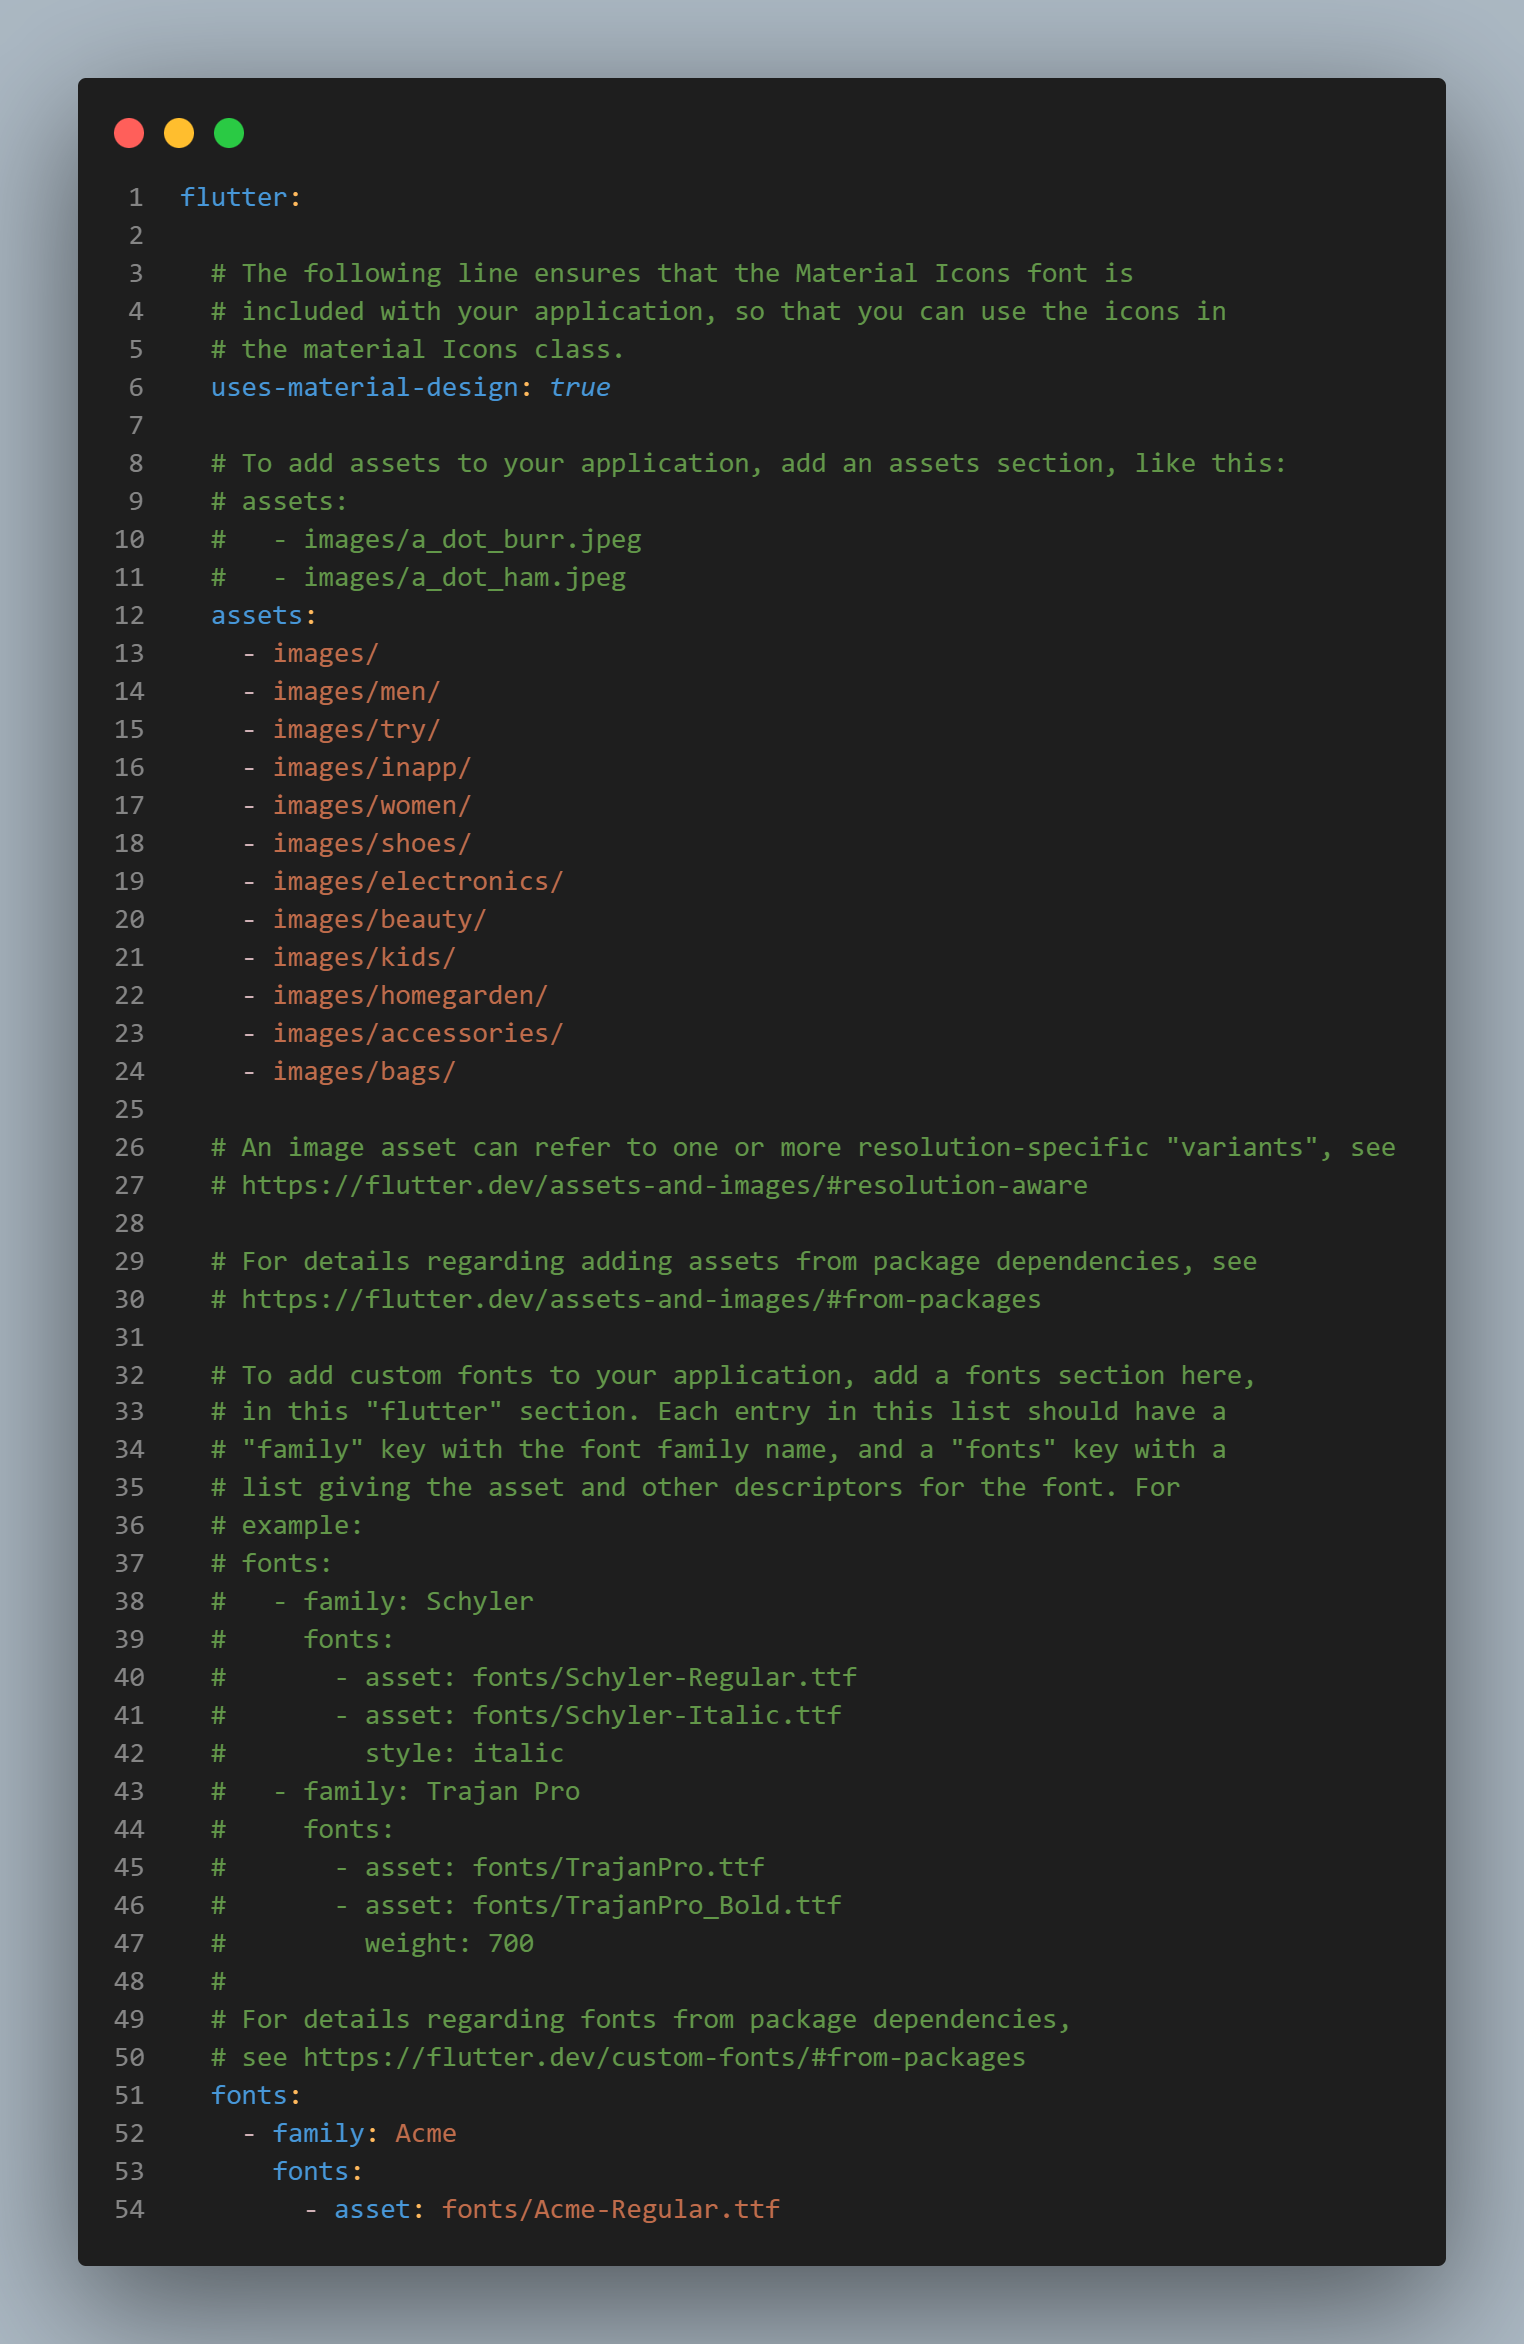 1 flutter:
2
3   # The following line ensures that the Material Icons font is
4   # included with your application, so that you can use the icons in
5   # the material Icons class.
6   uses-material-design: true
7
8   # To add assets to your application, add an assets section, like this:
9   # assets:
10   #   - images/a_dot_burr.jpeg
11   #   - images/a_dot_ham.jpeg
12   assets:
13     - images/
14     - images/men/
15     - images/try/
16     - images/inapp/
17     - images/women/
18     - images/shoes/
19     - images/electronics/
20     - images/beauty/
21     - images/kids/
22     - images/homegarden/
23     - images/accessories/
24     - images/bags/
25
26   # An image asset can refer to one or more resolution-specific "variants", see
27   # https://flutter.dev/assets-and-images/#resolution-aware
28
29   # For details regarding adding assets from package dependencies, see
30   # https://flutter.dev/assets-and-images/#from-packages
31
32   # To add custom fonts to your application, add a fonts section here,
33   # in this "flutter" section. Each entry in this list should have a
34   # "family" key with the font family name, and a "fonts" key with a
35   # list giving the asset and other descriptors for the font. For
36   # example:
37   # fonts:
38   #   - family: Schyler
39   #     fonts:
40   #       - asset: fonts/Schyler-Regular.ttf
41   #       - asset: fonts/Schyler-Italic.ttf
42   #         style: italic
43   #   - family: Trajan Pro
44   #     fonts:
45   #       - asset: fonts/TrajanPro.ttf
46   #       - asset: fonts/TrajanPro_Bold.ttf
47   #         weight: 700
48   #
49   # For details regarding fonts from package dependencies,
50   # see https://flutter.dev/custom-fonts/#from-packages
51   fonts:
52     - family: Acme
53       fonts:
54         - asset: fonts/Acme-Regular.ttf